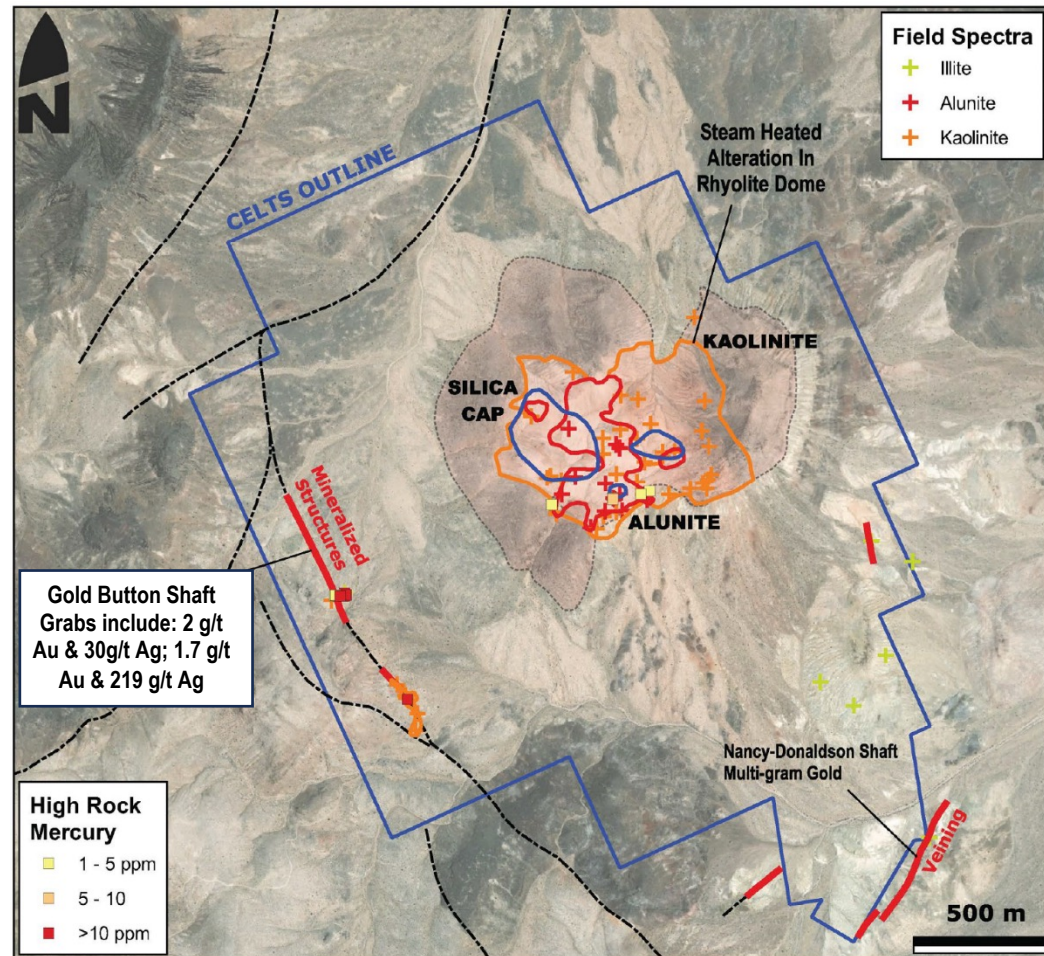 N
Field Spectra
Illite
Alunite
Kaolinite
Steam Heated
Alteration In
Rhyolite Dome
CELTS OUTLINE
KAOLINITE
SILICA
CAP
ALUNITE
Mineralized
Structures
Gold Button Shaft
Grabs include: 2 g/t
Au & 30g/t Ag; 1.7 g/t
Au & 219 g/t Ag
Nancy-Donaldson Shaft
Multi-gram Gold
Veining
High Rock
Mercury
1 - 5 ppm
5 - 10
>10 ppm
500 m